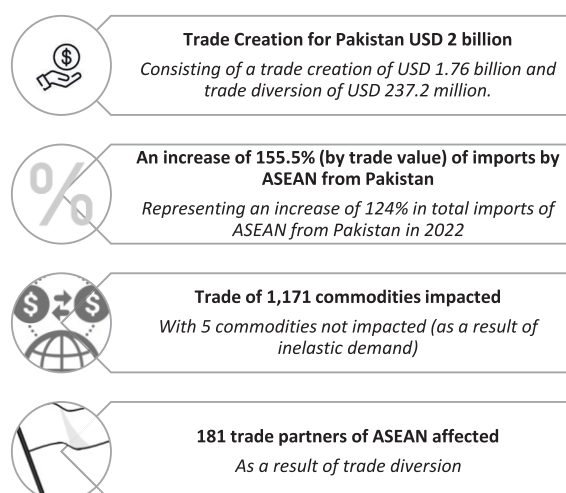 Trade Creation for Pakistan USD 2 billion
Consisting of a trade creation of USD 1.76 billion and
trade diversion of USD 237.2 million.
An increase of 155.5% (by trade value) of imports by
ASEAN from Pakistan
Representing an increase of 124% in total imports of
ASEAN from Pakistan in 2022
Trade of 1,171 commodities impacted
With 5 commodities not impacted (as a result of
inelastic demand)
181 trade partners of ASEAN affected
As a result of trade diversion